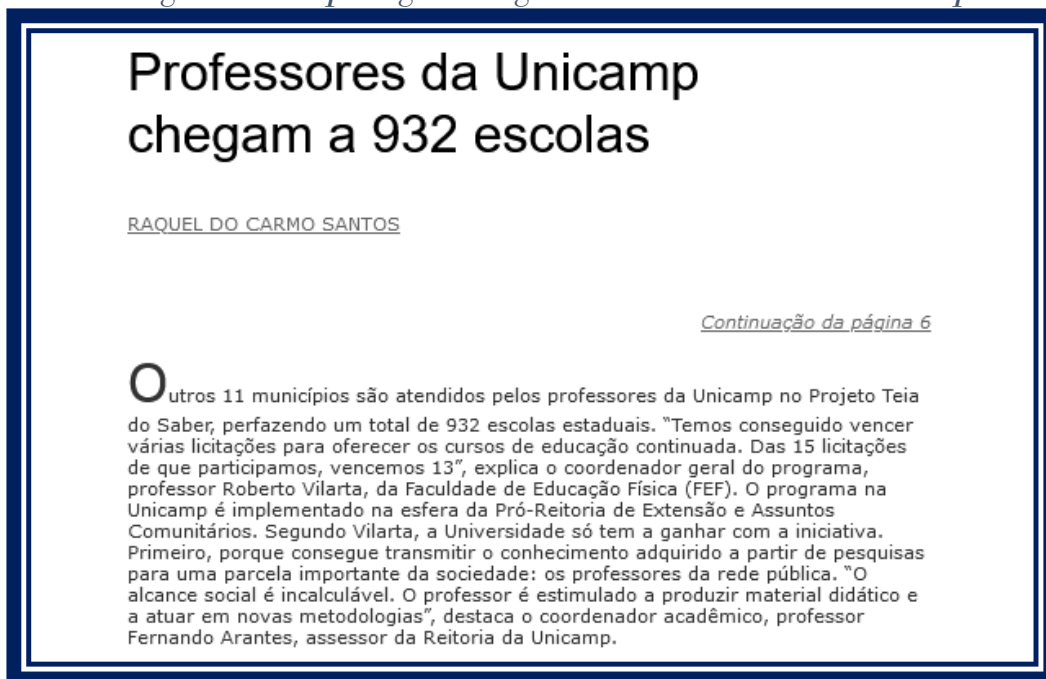 Professores da Unicamp
chegam a 932 escolas
RAQUEL DO CARMO SANTOS
Continuação da página 6
Outros 11 municípios são atendidos pelos professores da Unicamp no Projeto Teia
do Saber, perfazendo um total de 932 escolas estaduais. “Temos conseguido vencer
várias licitações para oferecer os cursos de educação continuada. Das 15 licitações
de que participamos, vencemos 13”, explica o coordenador geral do programa,
professor Roberto Vilarta, da Faculdade de Educação Física (FEF). O programa na
Unicamp é implementado na esfera da Pró-Reitoria de Extensão e Assuntos
Comunitários. Segundo Vilarta, a Universidade só tem a ganhar com a iniciativa.
Primeiro, porque consegue transmitir o conhecimento adquirido a partir de pesquisas
para uma parcela importante da sociedade: os professores da rede pública. “O
alcance social é incalculável. O professor é estimulado a produzir material didático e
a atuar em novas metodologias”, destaca o coordenador acadêmico, professor
Fernando Arantes, assessor da Reitoria da Unicamp.